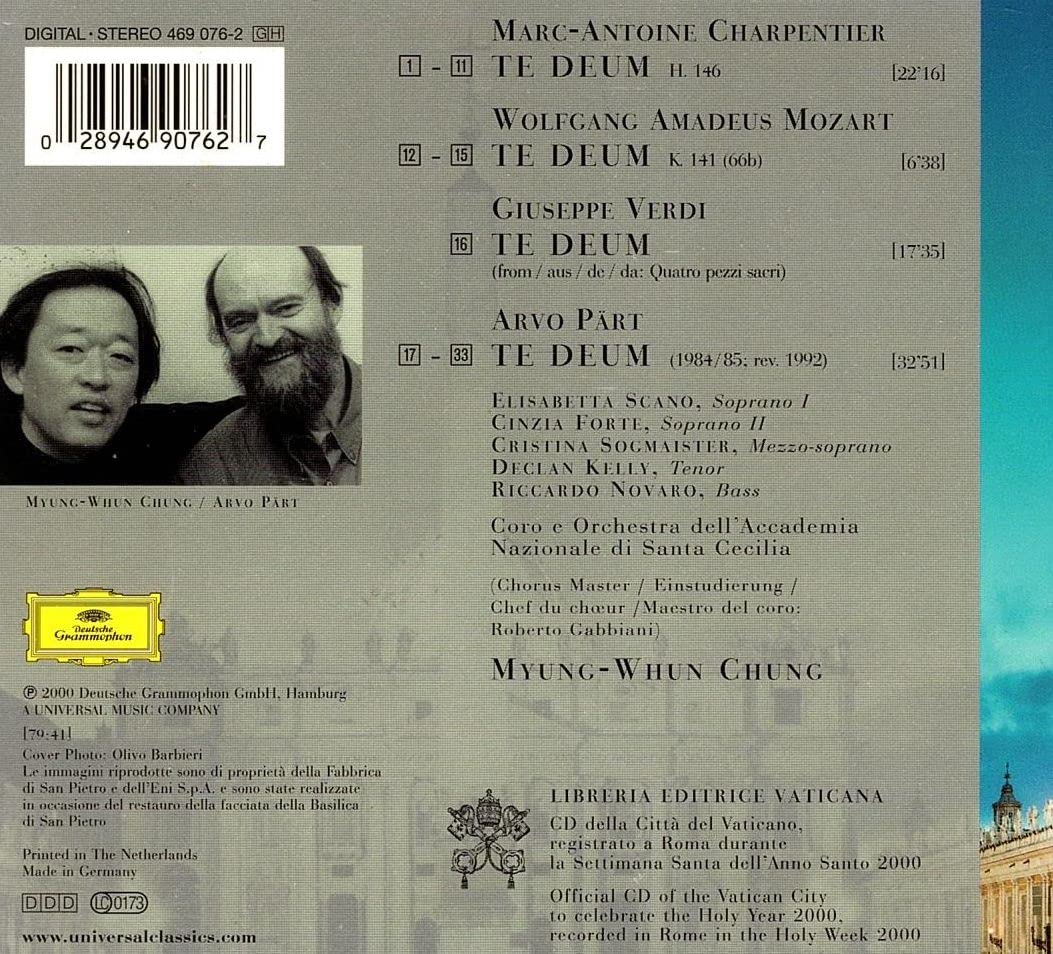 DIGITAL · STEREO 469 076-2 GH
0 28946 90762 7
MARC-ANTOINE CHARPENTIER
1 – 11 TE DEUM H. 146 [22'16]
WOLFGANG AMADEUS MOZART
12 – 15 TE DEUM K. 141 (66b) [6'38]
GIUSEPPE VERDI
16 TE DEUM [17'35]
(from / aus / de / da: Quatro pezzi sacri)
ARVO PÄRT
17 – 33 TE DEUM (1984/85; rev. 1992) [32'51]
ELISABETTA SCANO, Soprano I
CINZIA FORTE, Soprano II
CRISTINA SOGMAISTER, Mezzo-soprano
DECLAN KELLY, Tenor
RICCARDO NOVARO, Bass
Coro e Orchestra dell'Accademia
Nazionale di Santa Cecilia
(Chorus Master / Einstudierung /
Chef du chœur /Maestro del coro:
Roberto Gabbiani)
MYUNG-WHUN CHUNG
MYUNG-WHUN CHUNG / ARVO PÄRT
Deutsche
Grammophon
℗ 2000 Deutsche Grammophon GmbH, Hamburg
A UNIVERSAL MUSIC COMPANY
[79:41]
Cover Photo: Olivo Barbieri
Le immagini riprodotte sono di proprietà della Fabbrica
di San Pietro e dell'Eni S.p.A. e sono state realizzate
in occasione del restauro della facciata della Basilica
di San Pietro
Printed in The Netherlands
Made in Germany
DDD LC 0173
www.universalclassics.com
LIBRERIA EDITRICE VATICANA
CD della Città del Vaticano,
registrato a Roma durante
la Settimana Santa dell'Anno Santo 2000
Official CD of the Vatican City
to celebrate the Holy Year 2000,
recorded in Rome in the Holy Week 2000